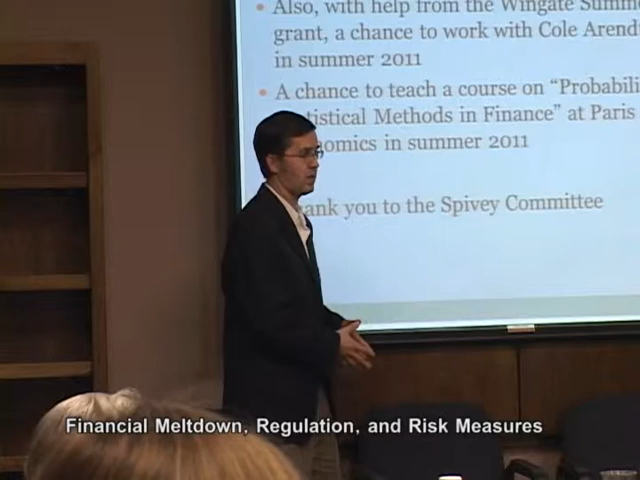 Also, with help from the Wingate Summ
grant, a chance to work with Cole Arend
in summer 2011
A chance to teach a course on "Probabili
tistical Methods in Finance" at Paris
nomics in summer 2011
ank you to the Spivey Committee
Financial Meltdown, Regulation, and Risk Measures